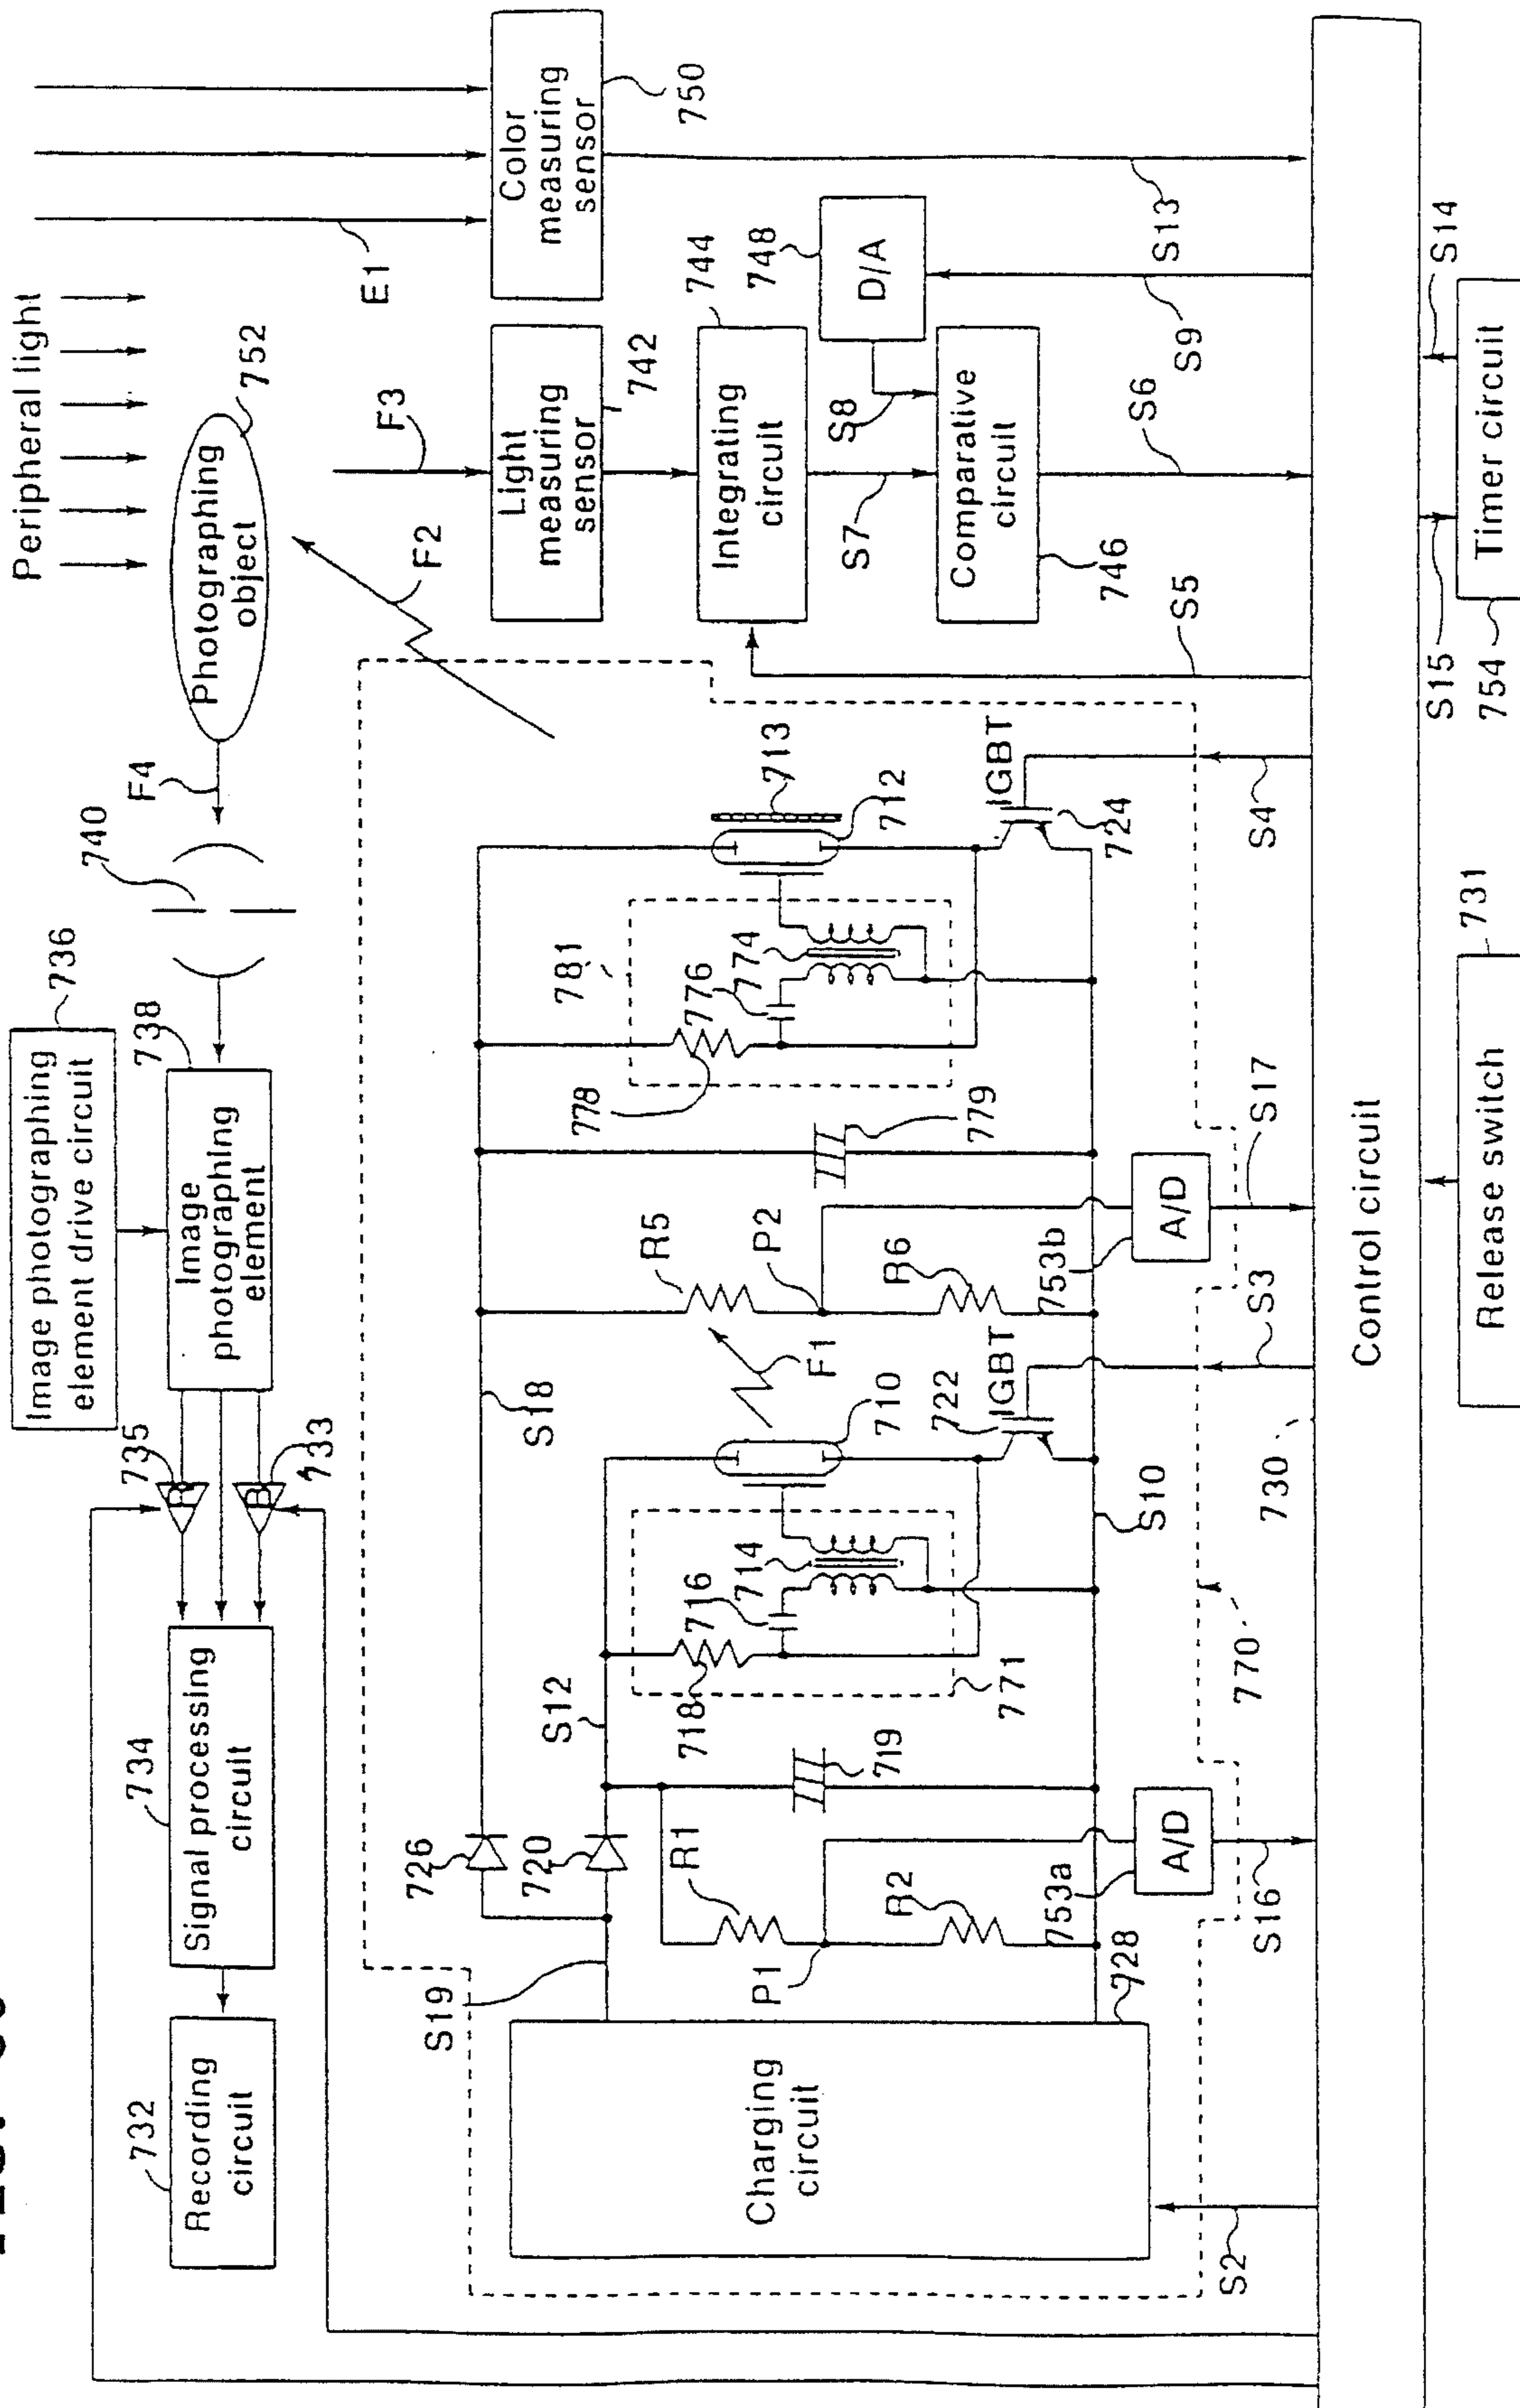 Peripheral light
Image photographing
element drive circuit
736
740
F4
Photographing
object
752
E1
738
Image
photographing
element
735
B
R
733
734
Signal processing
circuit
732
Recording
circuit
F3
F2
Light
measuring
sensor
742
Color
measuring
sensor
750
Integrating
circuit
744
748
D/A
S8
S7
Comparative
circuit
746
S5
S6
S9
S13
S19
726
720
S12
S18
R1
P1
R2
753a
A/D
S16
719
718
716
714
771
710
F1
722
IGBT
S10
R5
P2
R6
753b
A/D
S17
779
778
776
774
781
713
712
IGBT
724
S4
S3
770
730
Charging
circuit
728
S2
Control circuit
Release switch
731
S15
S14
754
Timer circuit